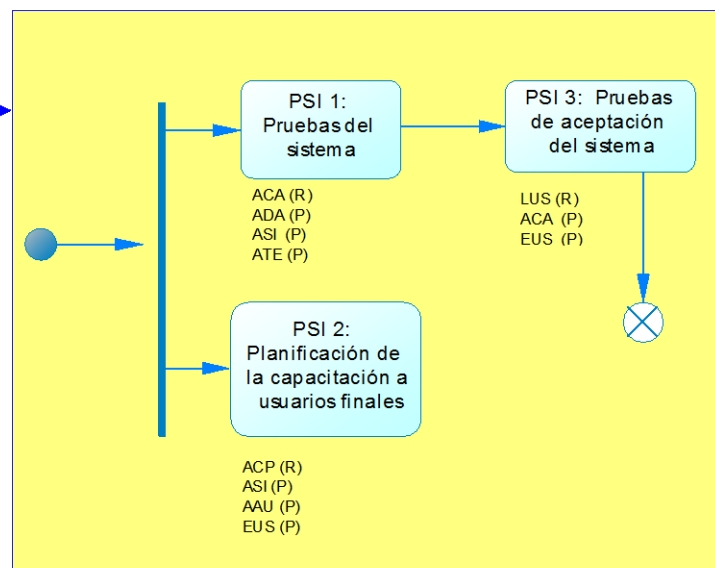 PSI 1:
Pruebas del
sistema
ACA (R)
ADA (P)
ASI (P)
ATE (P)
PSI 3: Pruebas
de aceptación
del sistema
LUS (R)
ACA (P)
EUS (P)
PSI 2:
Planificación de
la capacitación a
usuarios finales
ACP (R)
ASI (P)
AAU (P)
EUS (P)